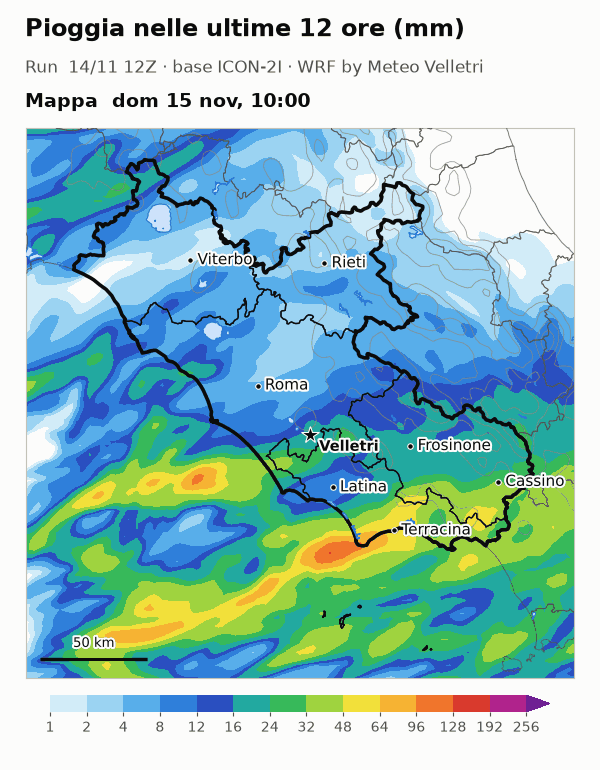 Pioggia nelle ultime 12 ore (mm)
Run  14/11 12Z · base ICON-2I · WRF by Meteo Velletri
Mappa  dom 15 nov, 10:00
Viterbo
Rieti
Roma
Velletri
Frosinone
Latina
Cassino
Terracina
50 km
1 2 4 8 12 16 24 32 48 64 96 128 192 256